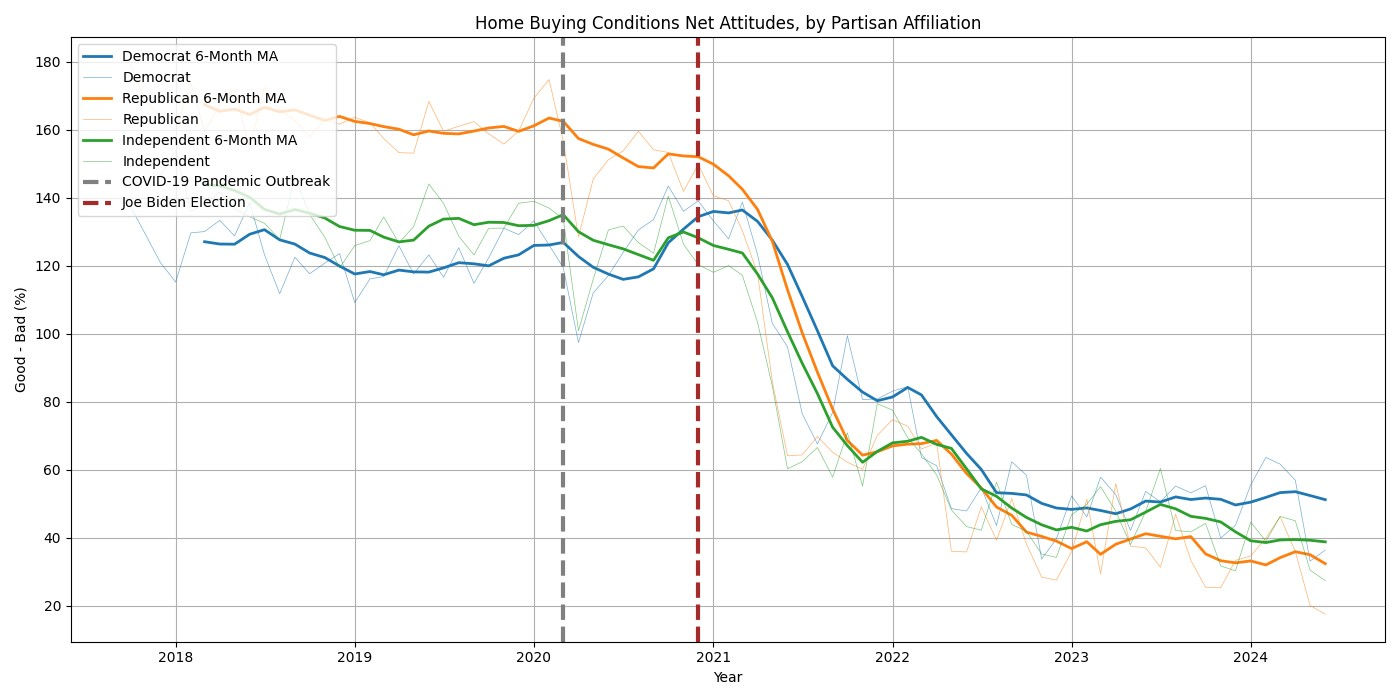 Home Buying Conditions Net Attitudes, by Partisan Affiliation
Democrat 6-Month MA
Democrat
Republican 6-Month MA
Republican
Independent 6-Month MA
Independent
COVID-19 Pandemic Outbreak
Joe Biden Election
Good - Bad (%)
180
160
140
120
100
80
60
40
20
2018
2019
2020
2021
2022
2023
2024
Year